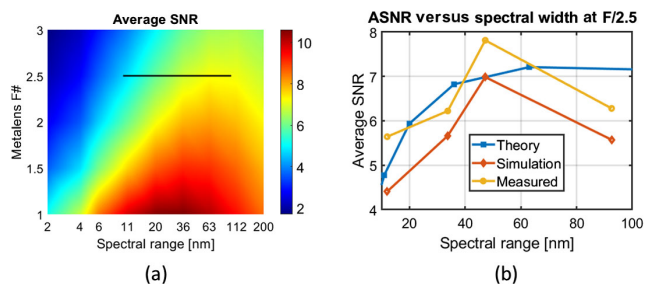 Average SNR
3
2.5
2
1.5
1
Metalens F#
2 4 6 11 20 36 63 112 200
Spectral range [nm]
10
8
6
4
2
(a)
ASNR versus spectral width at F/2.5
8
7
6
5
4
Average SNR
Theory
Simulation
Measured
20 40 60 80 100
Spectral range [nm]
(b)